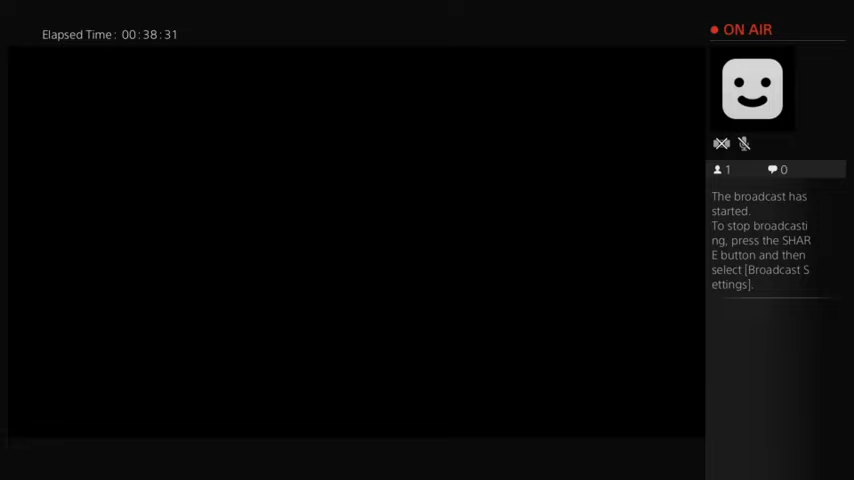 Elapsed Time: 00:38:31
ON AIR
1 0
The broadcast has
started.
To stop broadcasti
ng, press the SHAR
E button and then
select [Broadcast S
ettings].